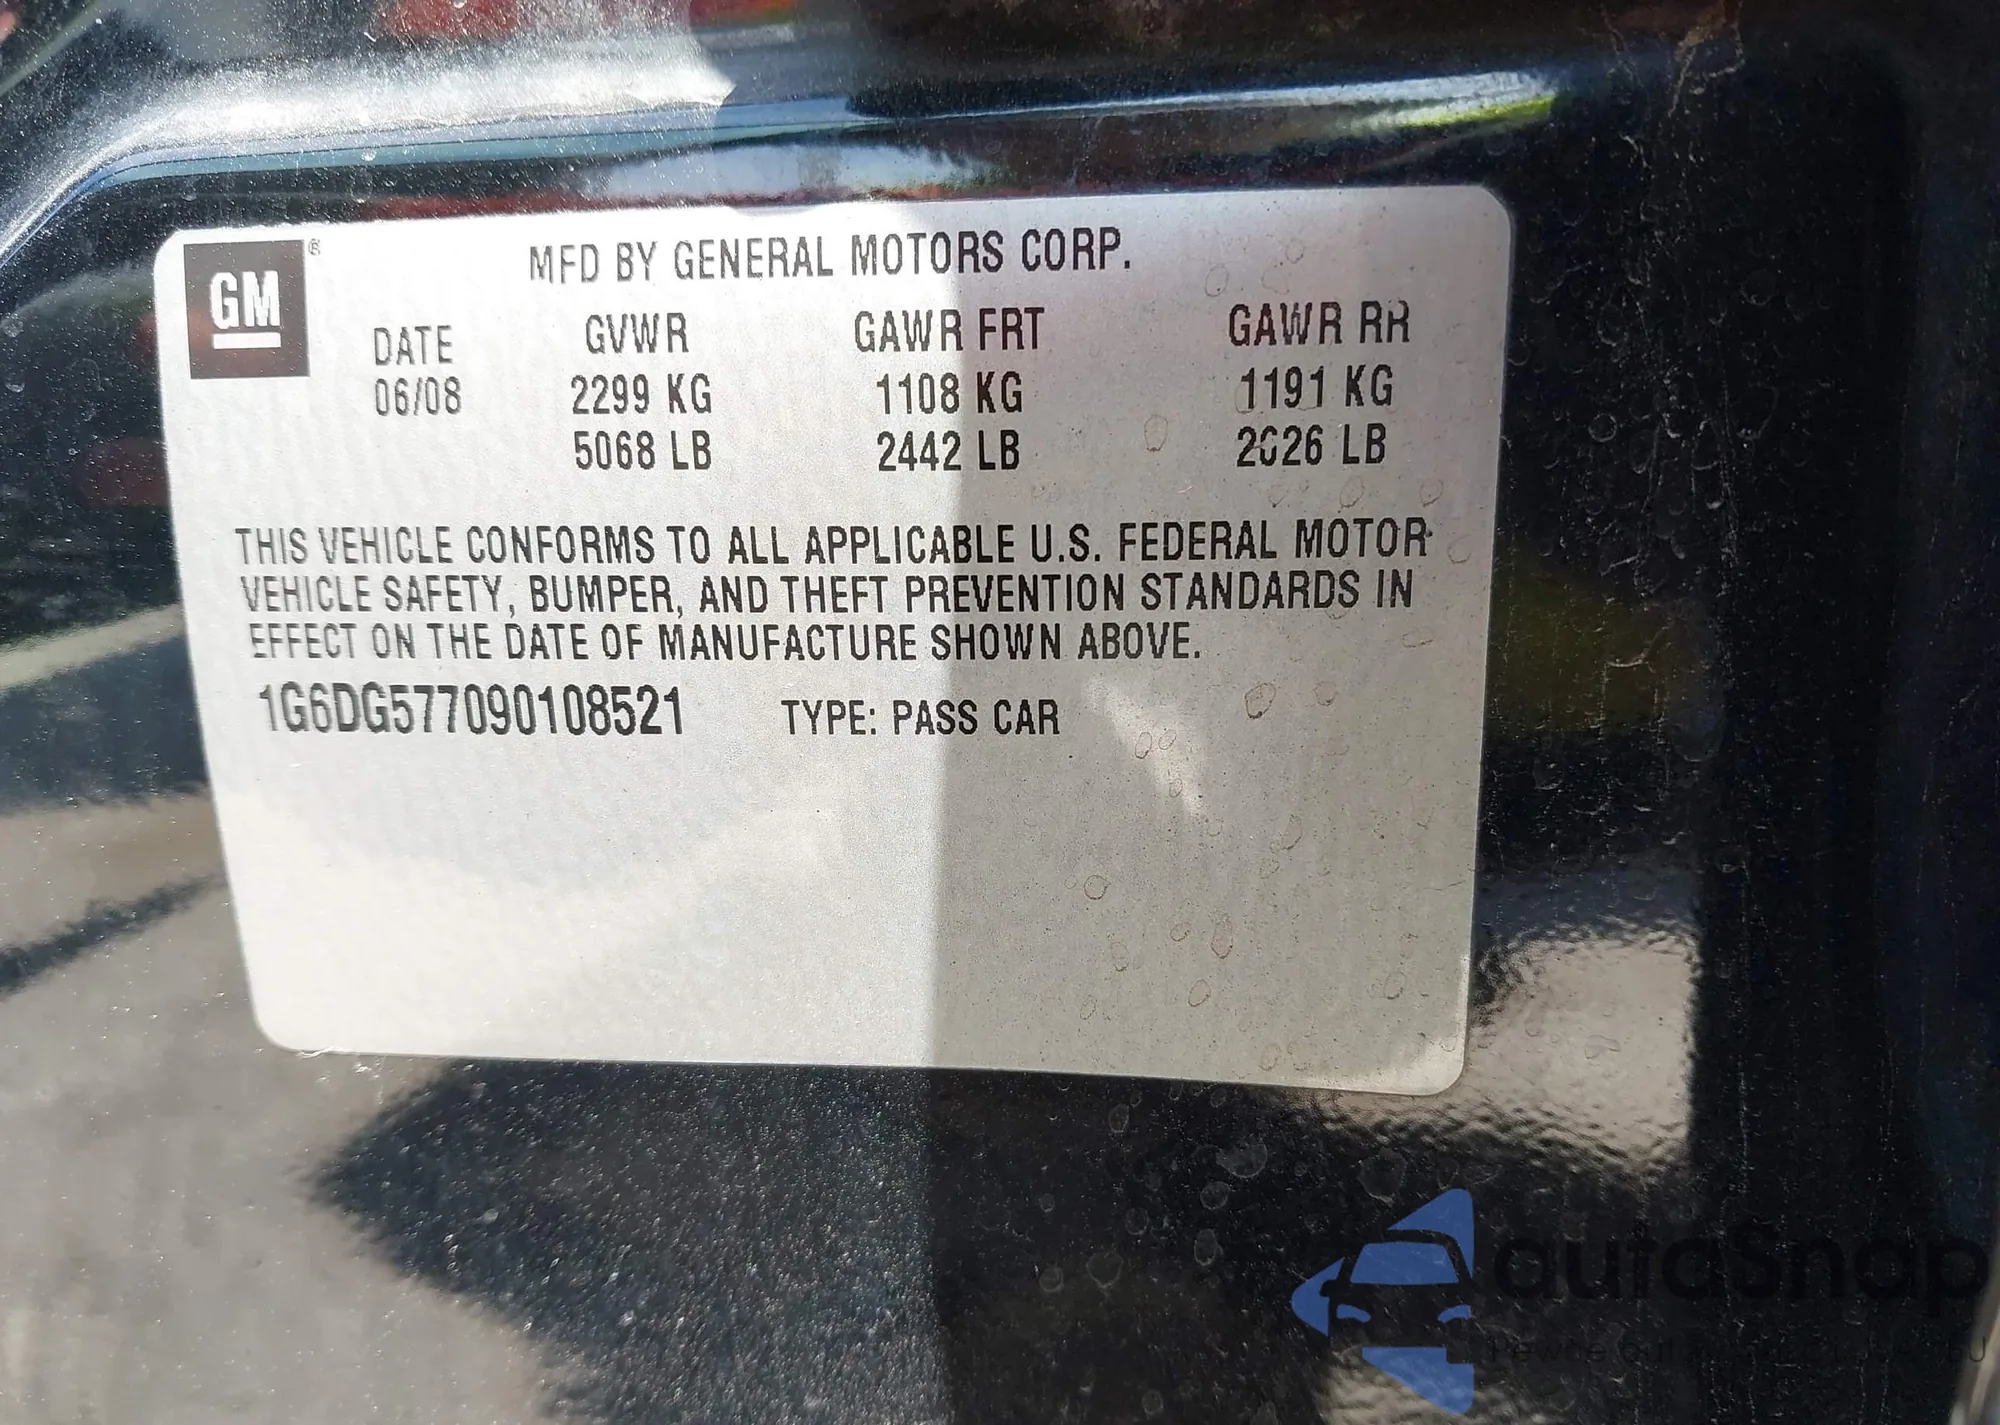 GM ®
MFD BY GENERAL MOTORS CORP.
DATE GVWR GAWR FRT GAWR RR
06/08 2299 KG 1108 KG 1191 KG
5068 LB 2442 LB 2626 LB
THIS VEHICLE CONFORMS TO ALL APPLICABLE U.S. FEDERAL MOTOR
VEHICLE SAFETY, BUMPER, AND THEFT PREVENTION STANDARDS IN
EFFECT ON THE DATE OF MANUFACTURE SHOWN ABOVE.
1G6DG577090108521 TYPE: PASS CAR
autaSnap